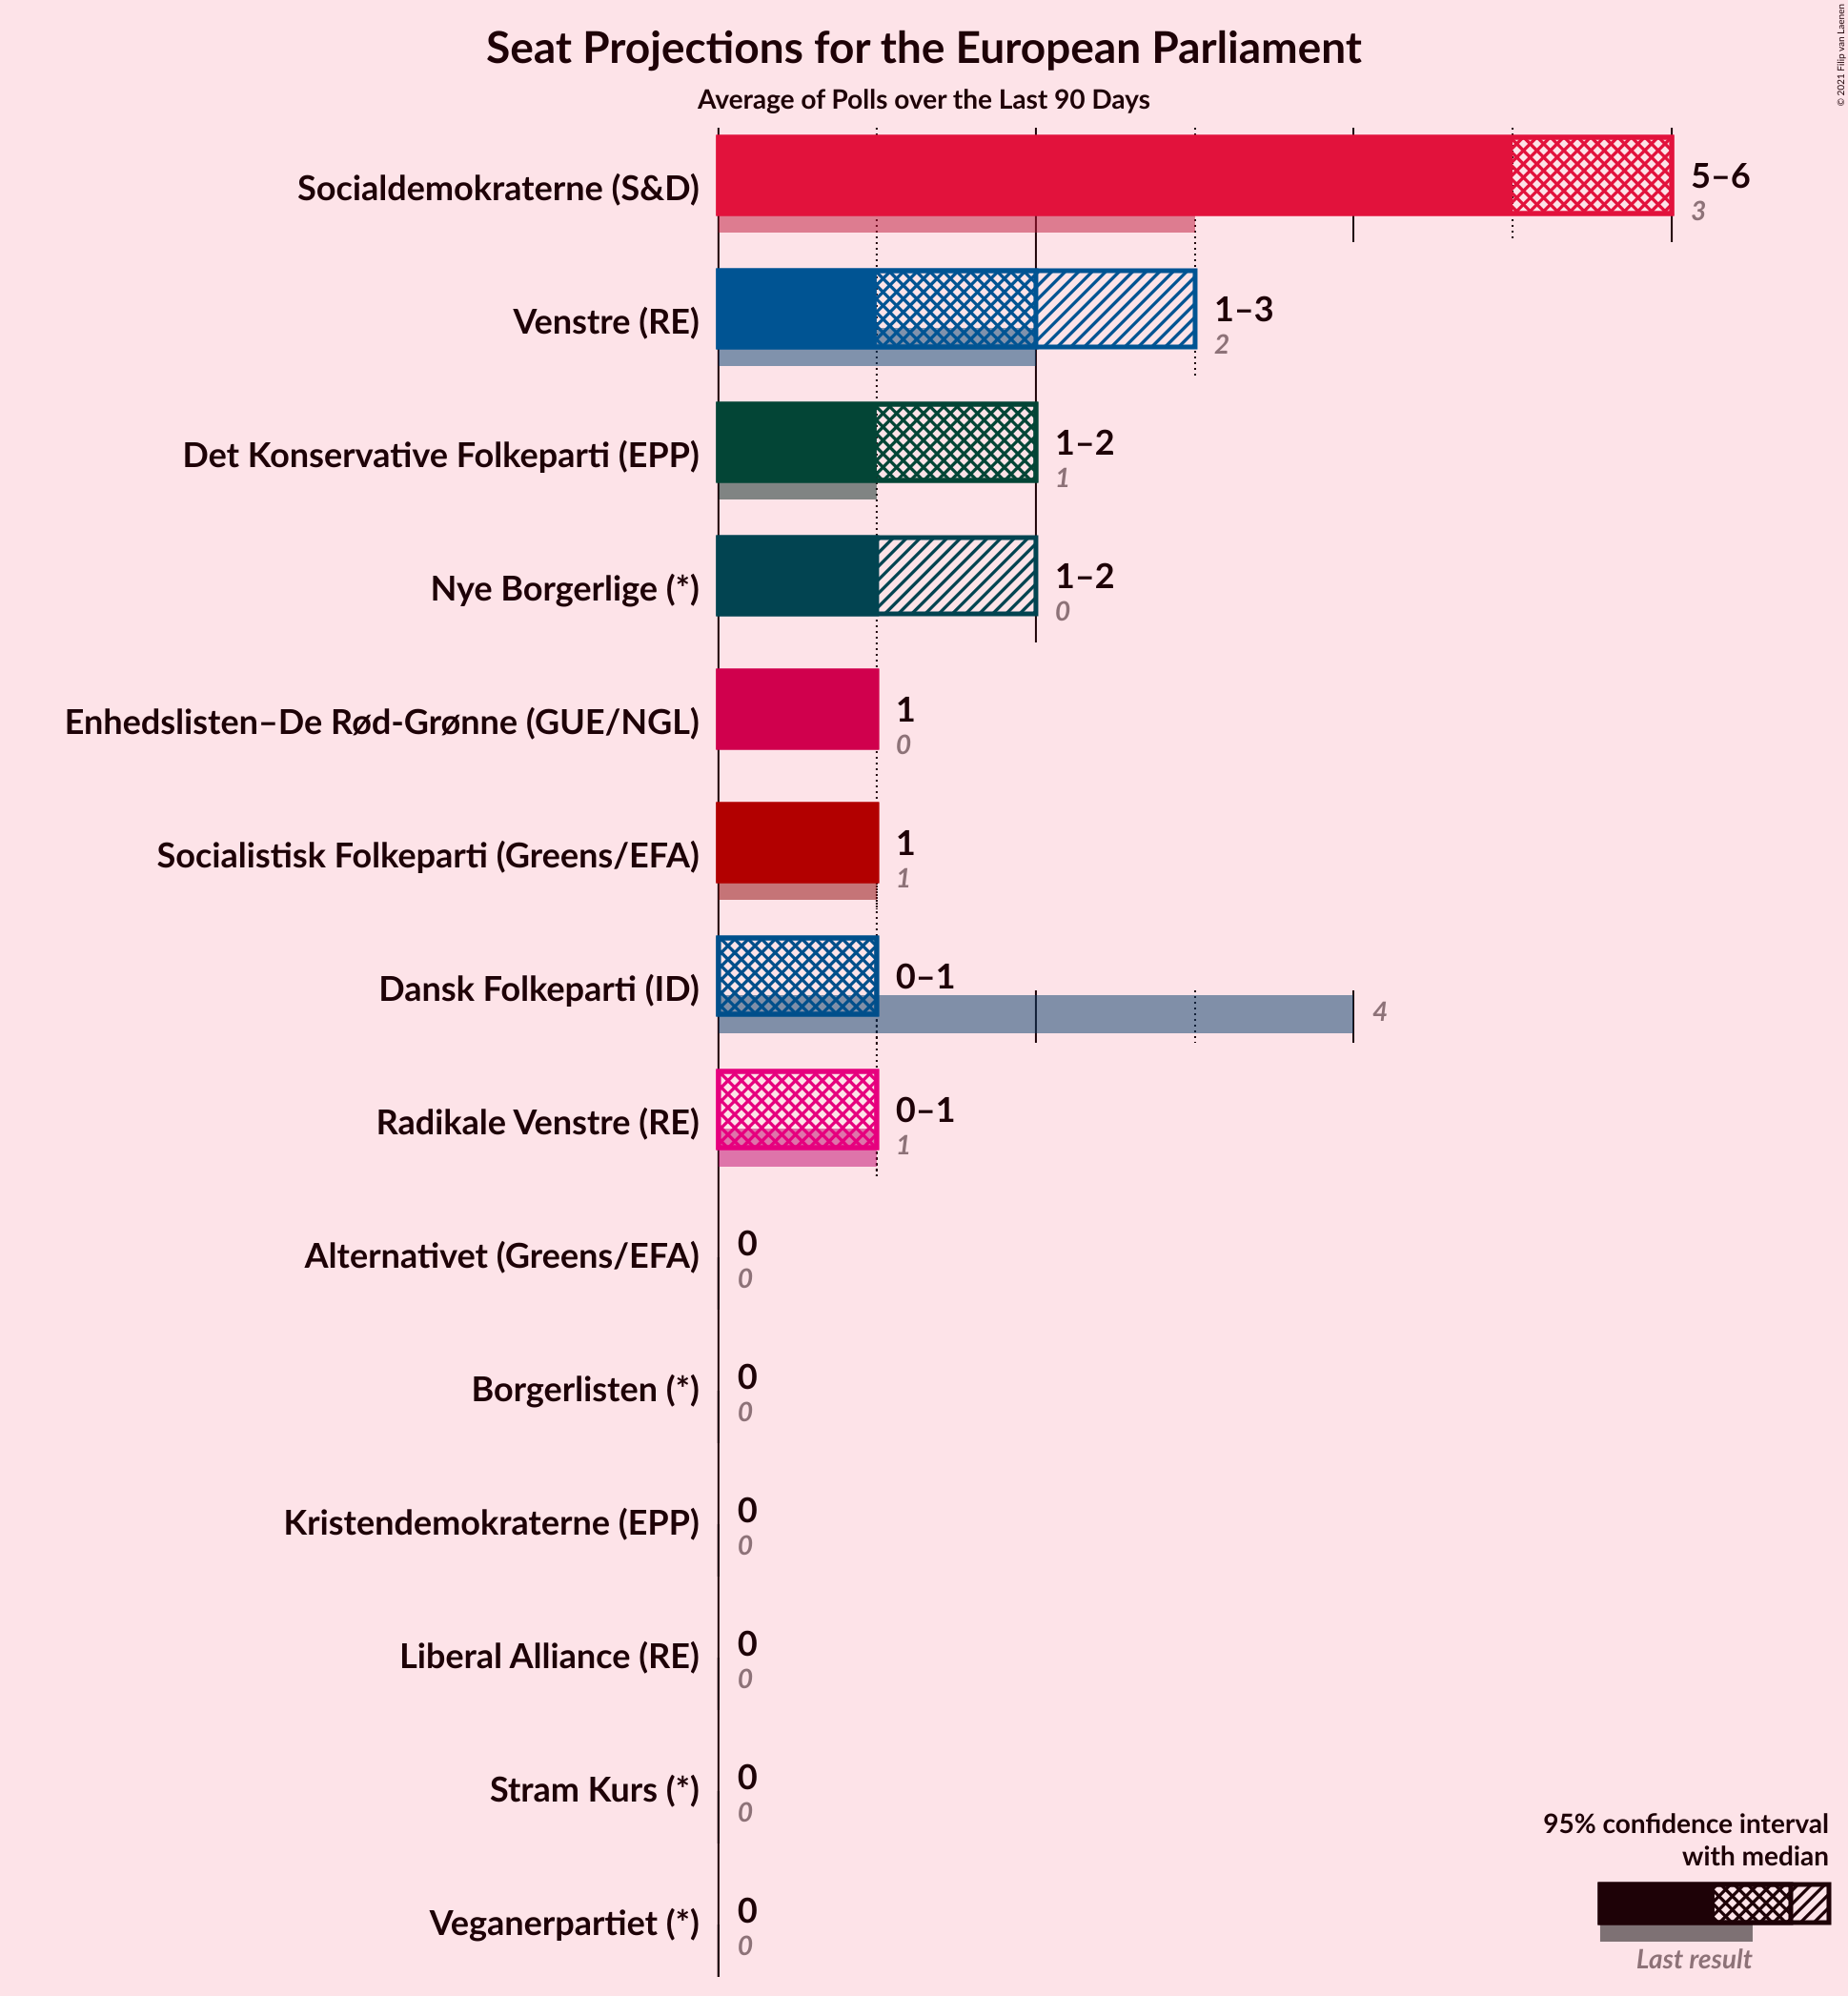 Seat Projections for the European Parliament
Average of Polls over the Last 90 Days
© 2021 Filip van Laenen
Socialdemokraterne (S&D)
5–6
3
Venstre (RE)
1–3
2
Det Konservative Folkeparti (EPP)
1–2
1
Nye Borgerlige (*)
1–2
0
Enhedslisten–De Rød-Grønne (GUE/NGL)
1
0
Socialistisk Folkeparti (Greens/EFA)
1
1
Dansk Folkeparti (ID)
0–1
4
Radikale Venstre (RE)
0–1
1
Alternativet (Greens/EFA)
0
0
Borgerlisten (*)
0
0
Kristendemokraterne (EPP)
0
0
Liberal Alliance (RE)
0
0
Stram Kurs (*)
0
0
Veganerpartiet (*)
0
0
95% confidence interval
with median
Last result